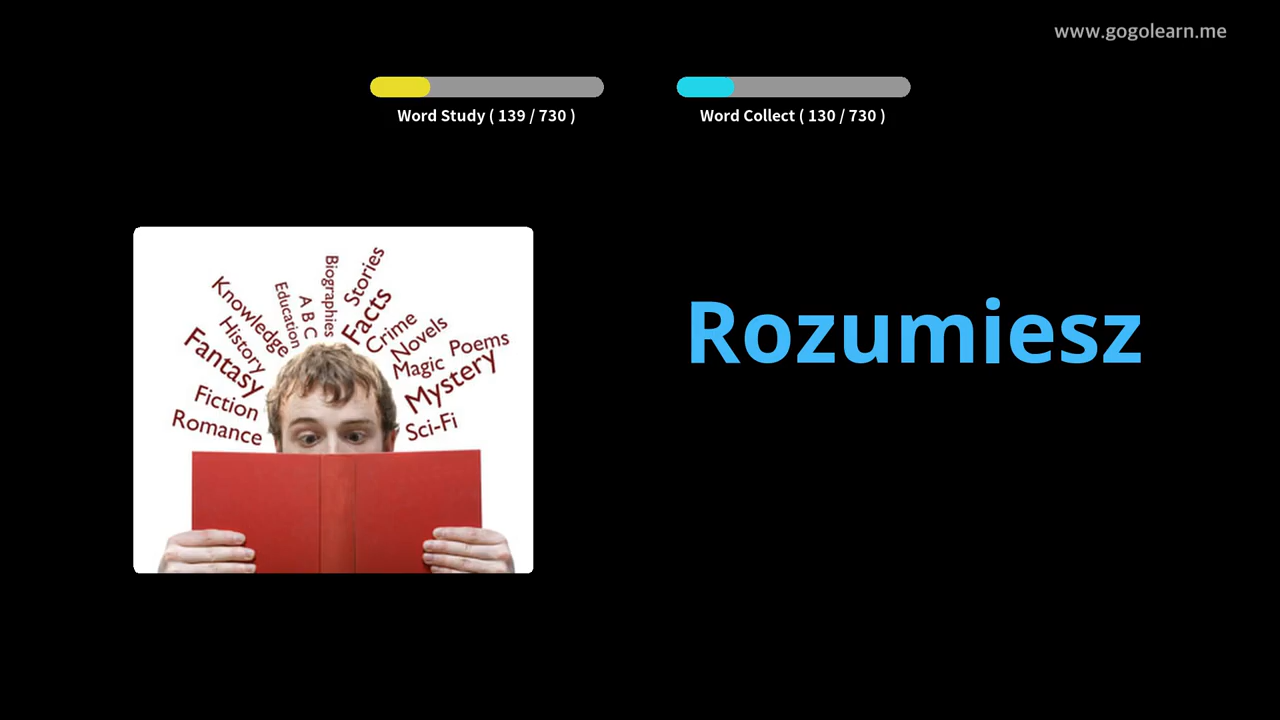 www.gogolearn.me
Word Study ( 139 / 730 )
Word Collect ( 130 / 730 )
Rozumiesz
Biographies
Stories
Education
A B C
Facts
Knowledge
Crime
History
Novels
Fantasy
Magic
Poems
Mystery
Fiction
Romance
Sci-Fi